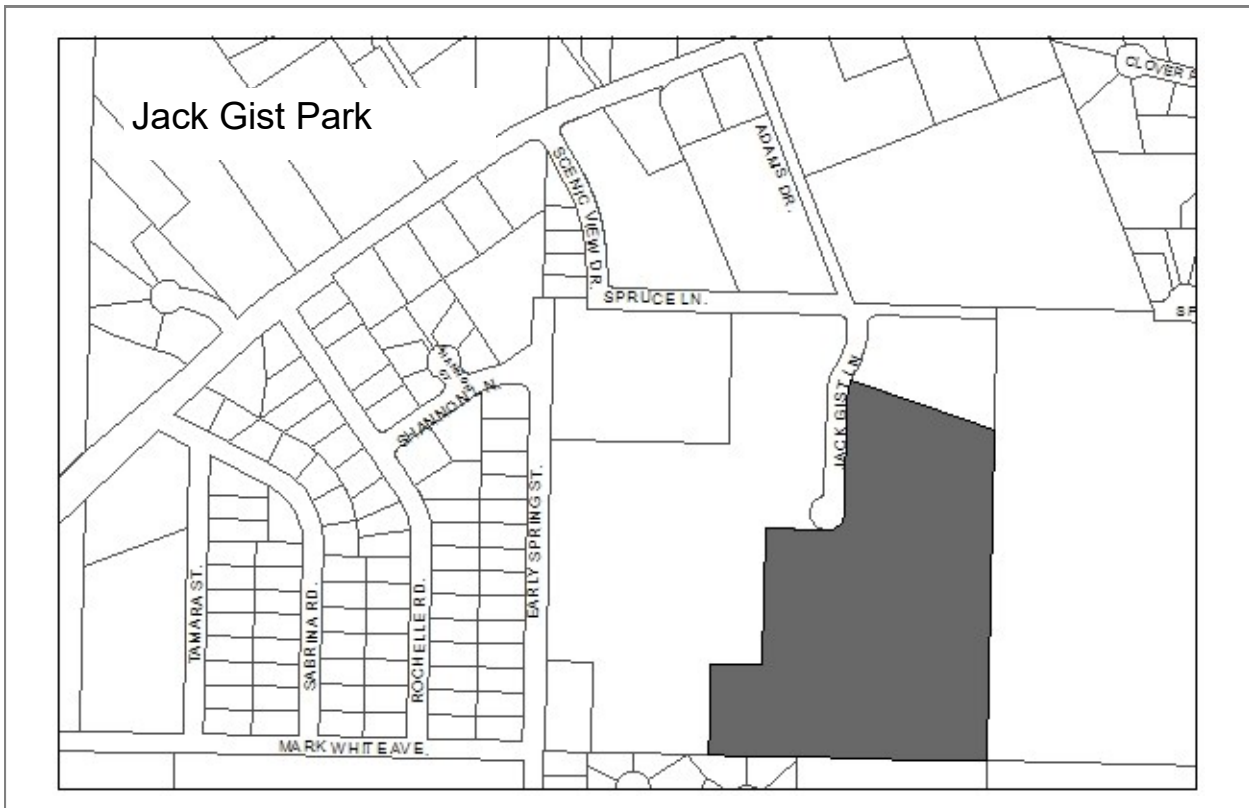 Jack Gist Park
CLOVER
SCENIC VIEW DR.
ADAMS DR.
SPRUCE LN.
SP
SHANNON LN.
JACK GIST LN
EARLY SPRING ST.
TAMARA ST.
SABRINA RD.
ROCHELLE RD.
MARK WHITE AVE.